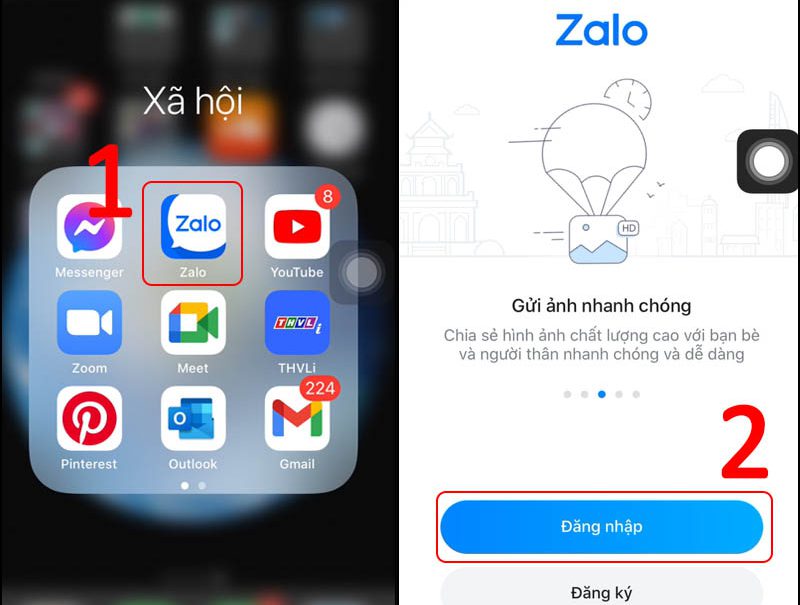 Xã hội
1
Zalo
8
Messenger
Zalo
YouTube
THVLi
Zoom
Meet
THVLi
224
O
Pinterest
Outlook
Gmail
Zalo
HD
Gửi ảnh nhanh chóng
Chia sẻ hình ảnh chất lượng cao với bạn bè
và người thân nhanh chóng và dễ dàng
2
Đăng nhập
Đăng ký